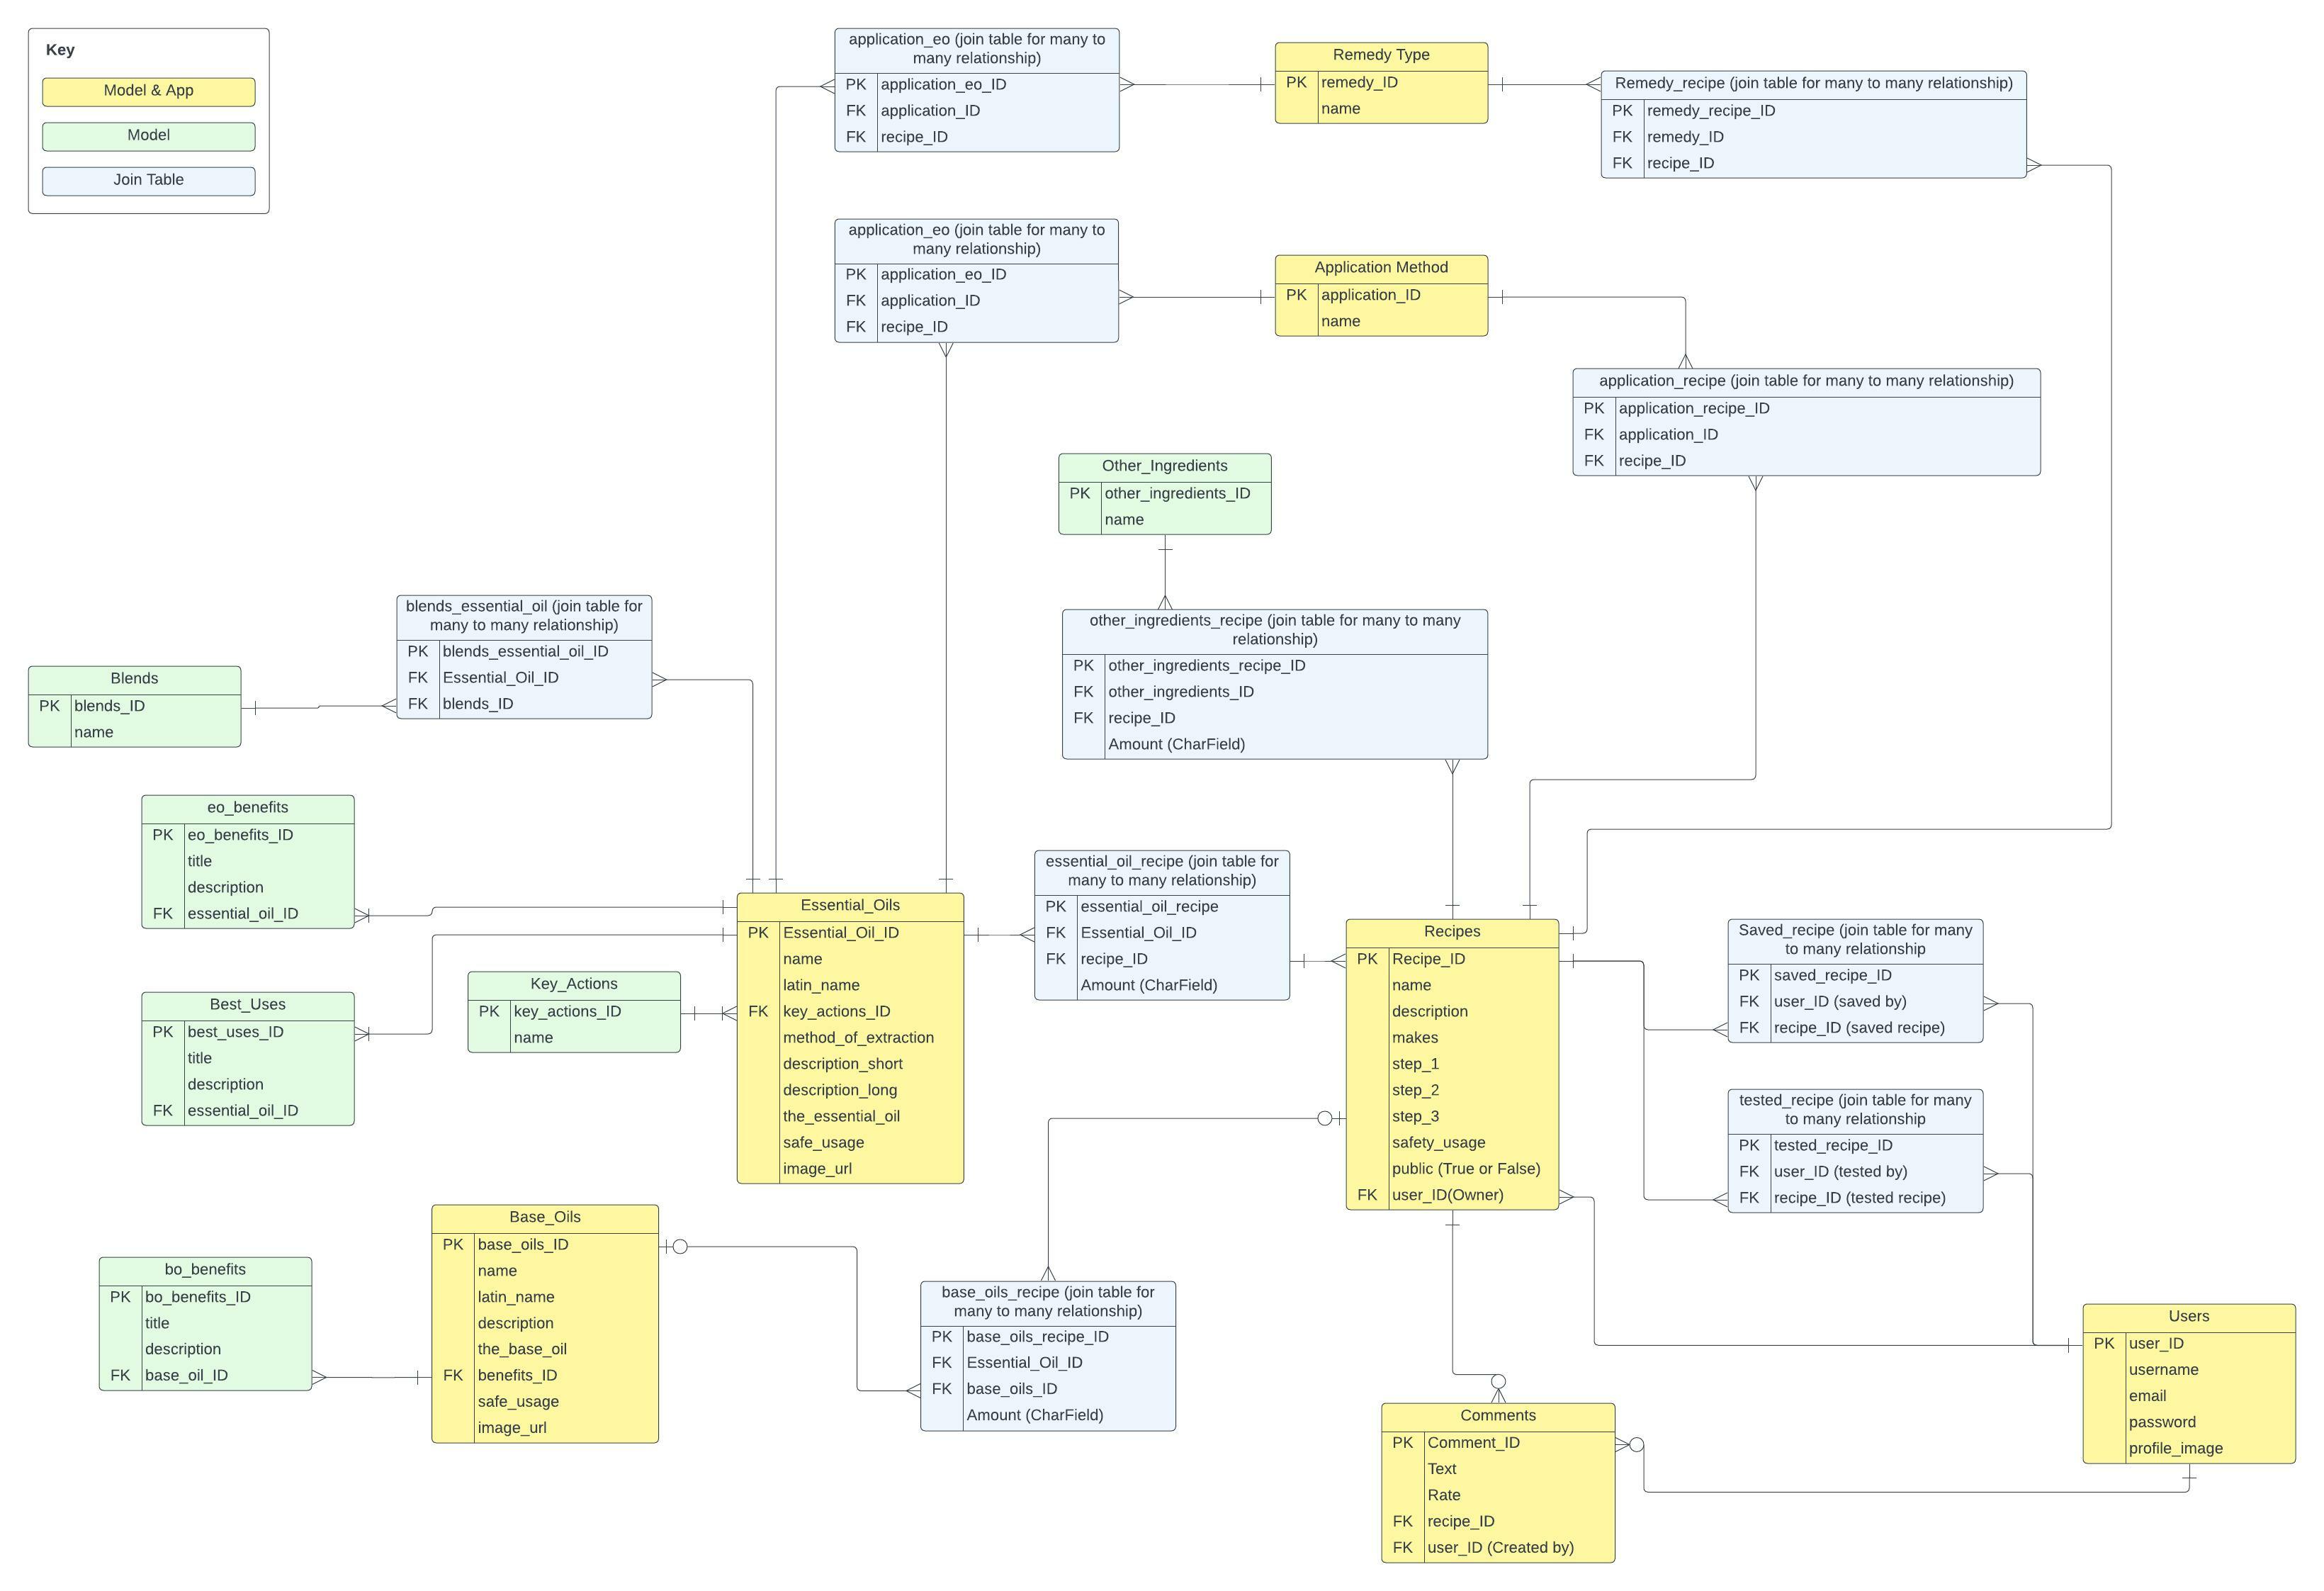 Key
Model & App
Model
Join Table
application_eo (join table for many to
many relationship)
PK application_eo_ID
FK application_ID
FK recipe_ID
Remedy Type
PK remedy_ID
name
Remedy_recipe (join table for many to many relationship)
PK remedy_recipe_ID
FK remedy_ID
FK recipe_ID
application_eo (join table for many to
many relationship)
PK application_eo_ID
FK application_ID
FK recipe_ID
Application Method
PK application_ID
name
application_recipe (join table for many to many relationship)
PK application_recipe_ID
FK application_ID
FK recipe_ID
Other_Ingredients
PK other_ingredients_ID
name
blends_essential_oil (join table for
many to many relationship)
PK blends_essential_oil_ID
FK Essential_Oil_ID
FK blends_ID
other_ingredients_recipe (join table for many to many
relationship)
PK other_ingredients_recipe_ID
FK other_ingredients_ID
FK recipe_ID
Amount (CharField)
Blends
PK blends_ID
name
eo_benefits
PK eo_benefits_ID
title
description
FK essential_oil_ID
Essential_Oils
PK Essential_Oil_ID
name
latin_name
FK key_actions_ID
method_of_extraction
description_short
description_long
the_essential_oil
safe_usage
image_url
essential_oil_recipe (join table for
many to many relationship)
PK essential_oil_recipe
FK Essential_Oil_ID
FK recipe_ID
Amount (CharField)
Recipes
PK Recipe_ID
name
description
makes
step_1
step_2
step_3
safety_usage
public (True or False)
FK user_ID(Owner)
Saved_recipe (join table for many
to many relationship
PK saved_recipe_ID
FK user_ID (saved by)
FK recipe_ID (saved recipe)
Key_Actions
PK key_actions_ID
name
Best_Uses
PK best_uses_ID
title
description
FK essential_oil_ID
tested_recipe (join table for many
to many relationship
PK tested_recipe_ID
FK user_ID (tested by)
FK recipe_ID (tested recipe)
Base_Oils
PK base_oils_ID
name
latin_name
description
the_base_oil
FK benefits_ID
safe_usage
image_url
bo_benefits
PK bo_benefits_ID
title
description
FK base_oil_ID
base_oils_recipe (join table for
many to many relationship)
PK base_oils_recipe_ID
FK Essential_Oil_ID
FK base_oils_ID
Amount (CharField)
Users
PK user_ID
username
email
password
profile_image
Comments
PK Comment_ID
Text
Rate
FK recipe_ID
FK user_ID (Created by)